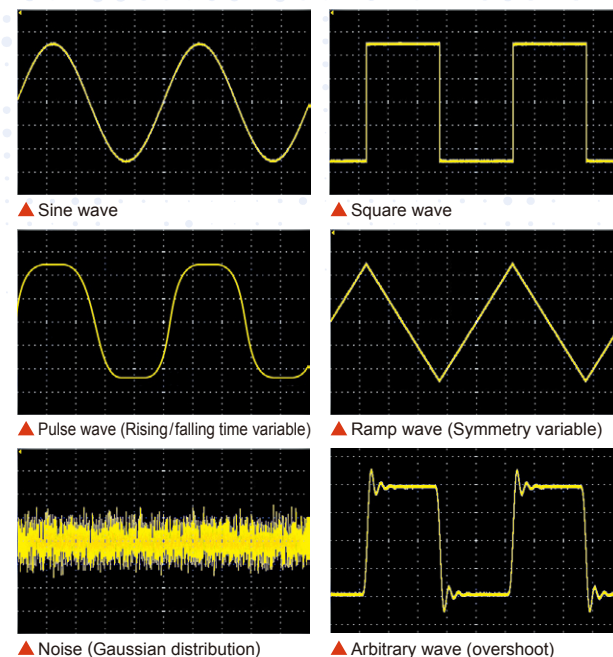 Sine wave
Square wave
Pulse wave (Rising/falling time variable)
Ramp wave (Symmetry variable)
Noise (Gaussian distribution)
Arbitrary wave (overshoot)